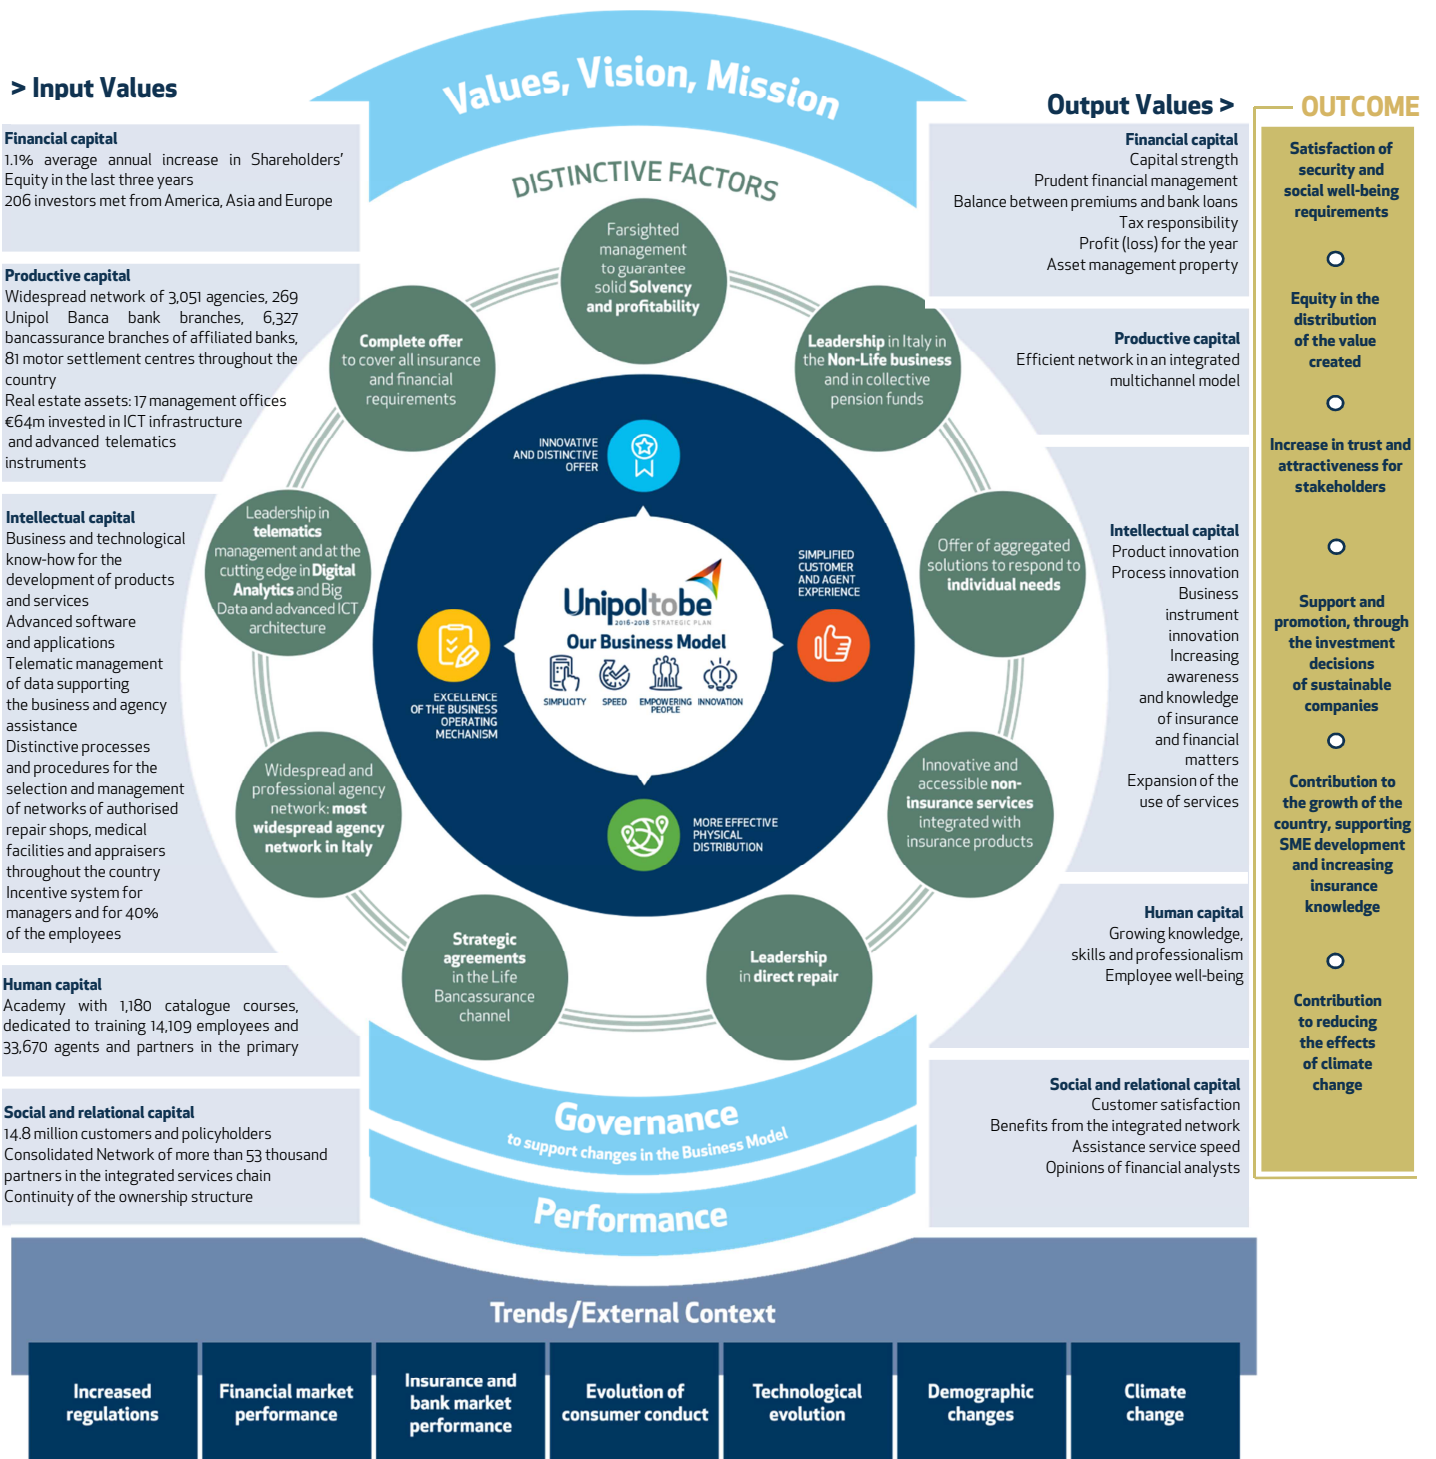 Values, Vision, Mission
> Input Values
Financial capital
1.1% average annual increase in Shareholders’
Equity in the last three years
206 investors met from America, Asia and Europe
Productive capital
Widespread network of 3,051 agencies, 269
Unipol Banca bank branches, 6,327
bancassurance branches of affiliated banks,
81 motor settlement centres throughout the
country
Real estate assets: 17 management offices
€64m invested in ICT infrastructure
and advanced telematics
instruments
Intellectual capital
Business and technological
know-how for the
development of products
and services
Advanced software
and applications
Telematic management
of data supporting
the business and agency
assistance
Distinctive processes
and procedures for the
selection and management
of networks of authorised
repair shops, medical
facilities and appraisers
throughout the country
Incentive system for
managers and for 40%
of the employees
Human capital
Academy with 1,180 catalogue courses,
dedicated to training 14,109 employees and
33,670 agents and partners in the primary
Social and relational capital
14.8 million customers and policyholders
Consolidated Network of more than 53 thousand
partners in the integrated services chain
Continuity of the ownership structure
DISTINCTIVE FACTORS
Farsighted
management
to guarantee
solid Solvency
and profitability
Leadership in Italy in
the Non-Life business
and in collective
pension funds
Offer of aggregated
solutions to respond to
individual needs
Innovative and
accessible non-
insurance services
integrated with
insurance products
Leadership
in direct repair
Strategic
agreements
in the Life
Bancassurance
channel
Widespread and
professional agency
network: most
widespread agency
network in Italy
Leadership in
telematics
management and at the
cutting edge in Digital
Analytics and Big
Data and advanced ICT
architecture
Complete offer
to cover all insurance
and financial
requirements
INNOVATIVE
AND DISTINCTIVE
OFFER
SIMPLIFIED
CUSTOMER
AND AGENT
EXPERIENCE
MORE EFFECTIVE
PHYSICAL
DISTRIBUTION
EXCELLENCE
OF THE BUSINESS
OPERATING
MECHANISM
Unipoltobe
2016-2018 STRATEGIC PLAN
Our Business Model
SIMPLICITY
SPEED
EMPOWERING
PEOPLE
INNOVATION
Governance
to support changes in the Business Model
Performance
Output Values >
Financial capital
Capital strength
Prudent financial management
Balance between premiums and bank loans
Tax responsibility
Profit (loss) for the year
Asset management property
Productive capital
Efficient network in an integrated
multichannel model
Intellectual capital
Product innovation
Process innovation
Business
instrument
innovation
Increasing
awareness
and knowledge
of insurance
and financial
matters
Expansion of the
use of services
Human capital
Growing knowledge,
skills and professionalism
Employee well-being
Social and relational capital
Customer satisfaction
Benefits from the integrated network
Assistance service speed
Opinions of financial analysts
OUTCOME
Satisfaction of
security and
social well-being
requirements
Equity in the
distribution
of the value
created
Increase in trust and
attractiveness for
stakeholders
Support and
promotion, through
the investment
decisions
of sustainable
companies
Contribution to
the growth of the
country, supporting
SME development
and increasing
insurance
knowledge
Contribution
to reducing
the effects
of climate
change
Trends/External Context
Increased
regulations
Financial market
performance
Insurance and
bank market
performance
Evolution of
consumer conduct
Technological
evolution
Demographic
changes
Climate
change